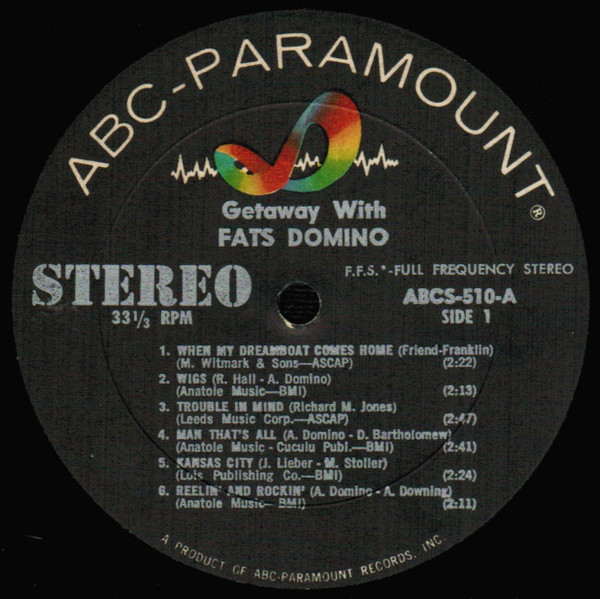 ABC-PARAMOUNT®
Getaway With
FATS DOMINO
STEREO
33 1/3 RPM
F.F.S.*-FULL FREQUENCY STEREO
ABCS-510-A
SIDE 1
1. WHEN MY DREAMBOAT COMES HOME (Friend-Franklin)
(M. Witmark & Sons—ASCAP) (2:22)
2. WIGS (R. Hall - A. Domino)
(Anatole Music—BMI) (2:13)
3. TROUBLE IN MIND (Richard M. Jones)
(Leeds Music Corp.—ASCAP) (2:47)
4. MAN THAT'S ALL (A. Domino - D. Bartholomew)
(Anatole Music - Cuculu Publ.—BMI) (2:41)
5. KANSAS CITY (J. Lieber - M. Stoller)
(Lois Publishing Co.—BMI) (2:24)
6. REELIN' AND ROCKIN' (A. Domino - A. Downing)
(Anatole Music—BMI) (2:11)
A PRODUCT OF ABC-PARAMOUNT RECORDS, INC.